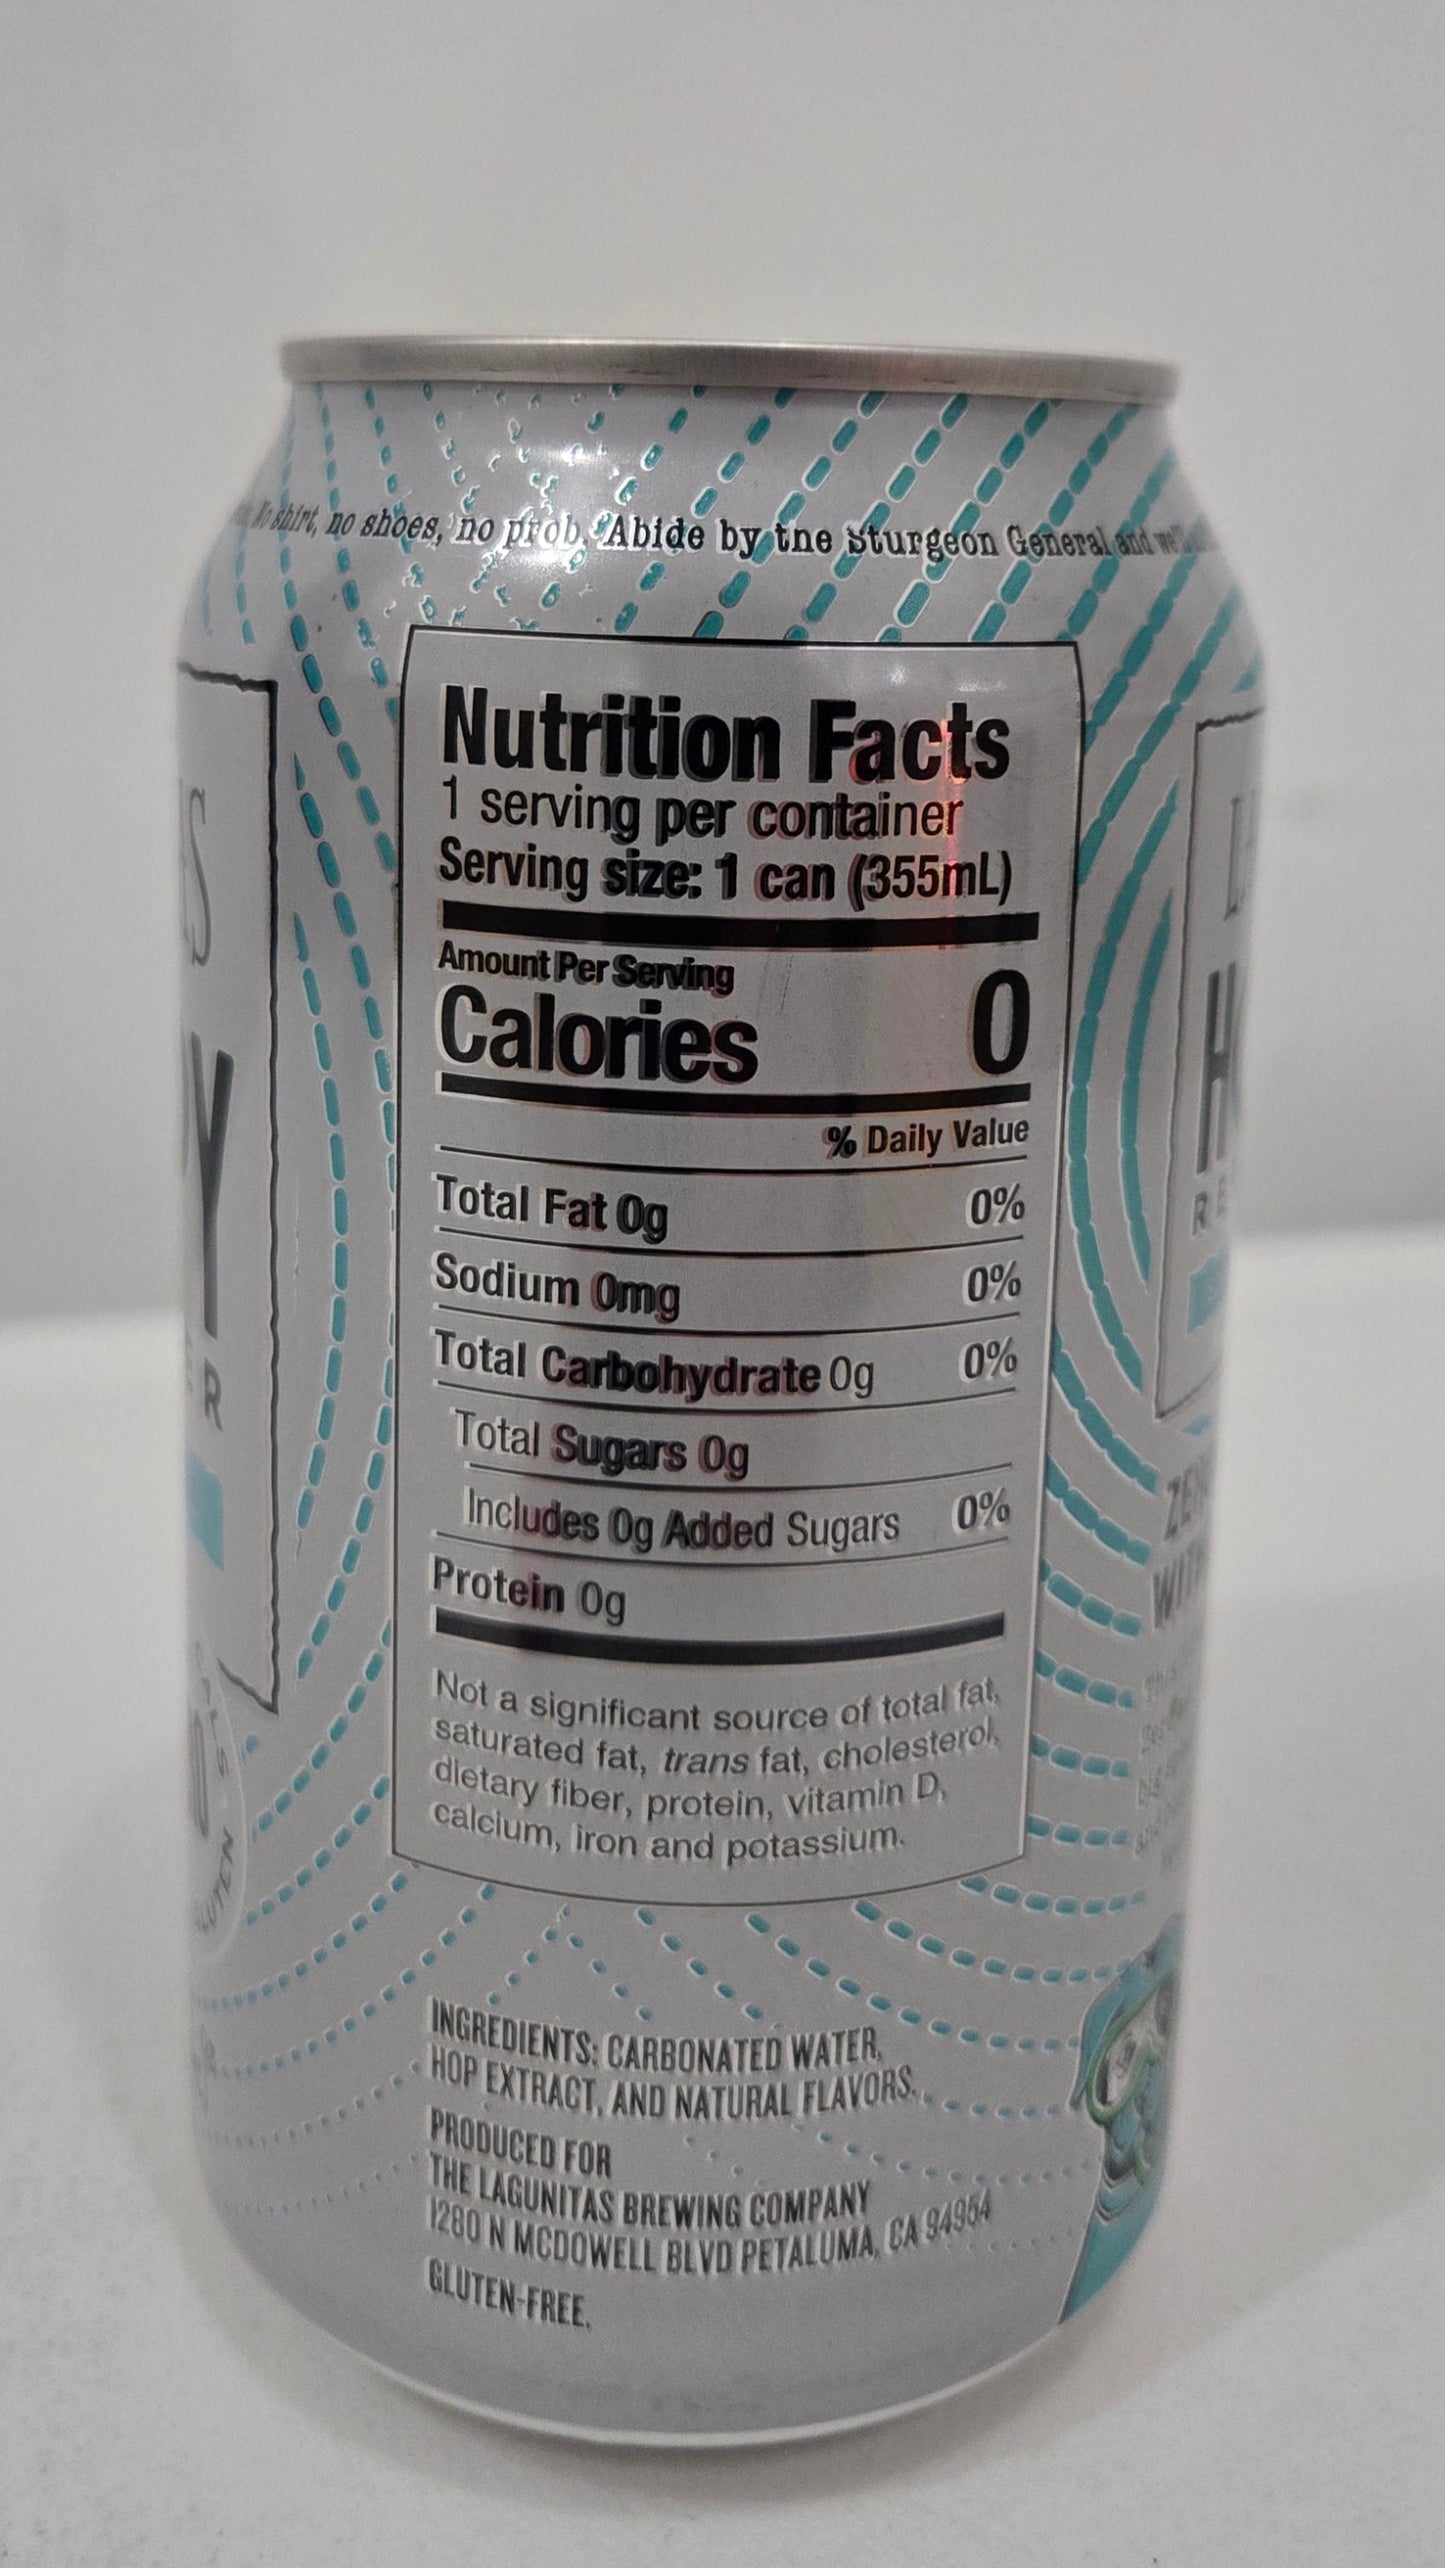 No shirt, no shoes, no prob. Abide by the Sturgeon General and we'll
Nutrition Facts
1 serving per container
Serving size: 1 can (355mL)
Amount Per Serving
Calories 0
% Daily Value
Total Fat 0g 0%
Sodium 0mg 0%
Total Carbohydrate 0g 0%
Total Sugars 0g
Includes 0g Added Sugars 0%
Protein 0g
Not a significant source of total fat,
saturated fat, trans fat, cholesterol,
dietary fiber, protein, vitamin D,
calcium, iron and potassium.
INGREDIENTS: CARBONATED WATER,
HOP EXTRACT, AND NATURAL FLAVORS.
PRODUCED FOR
THE LAGUNITAS BREWING COMPANY
1280 N MCDOWELL BLVD PETALUMA, CA 94954
GLUTEN-FREE.